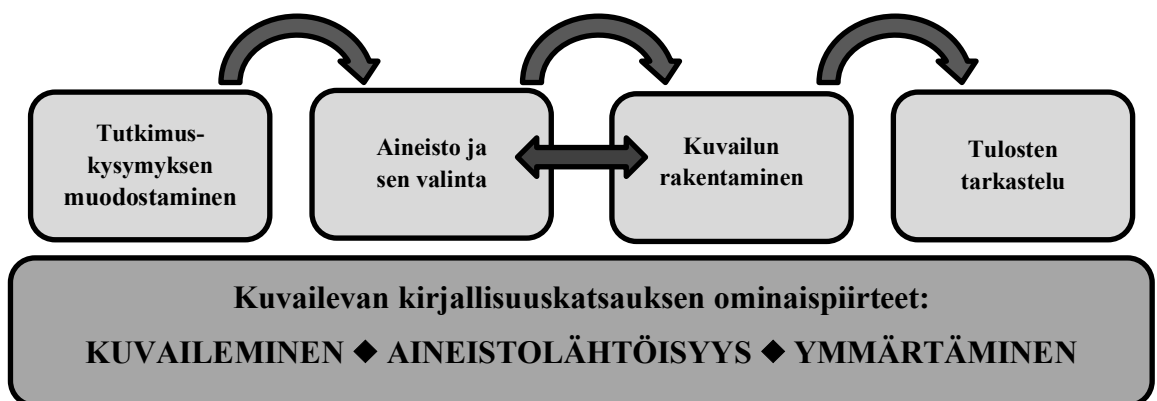 Tutkimus-
kysymyksen
muodostaminen
Aineisto ja
sen valinta
Kuvailun
rakentaminen
Tulosten
tarkastelu
Kuvailevan kirjallisuuskatsauksen ominaispiirteet:
KUVAILEMINEN ◆ AINEISTOLÄHTÖISYYS ◆ YMMÄRTÄMINEN